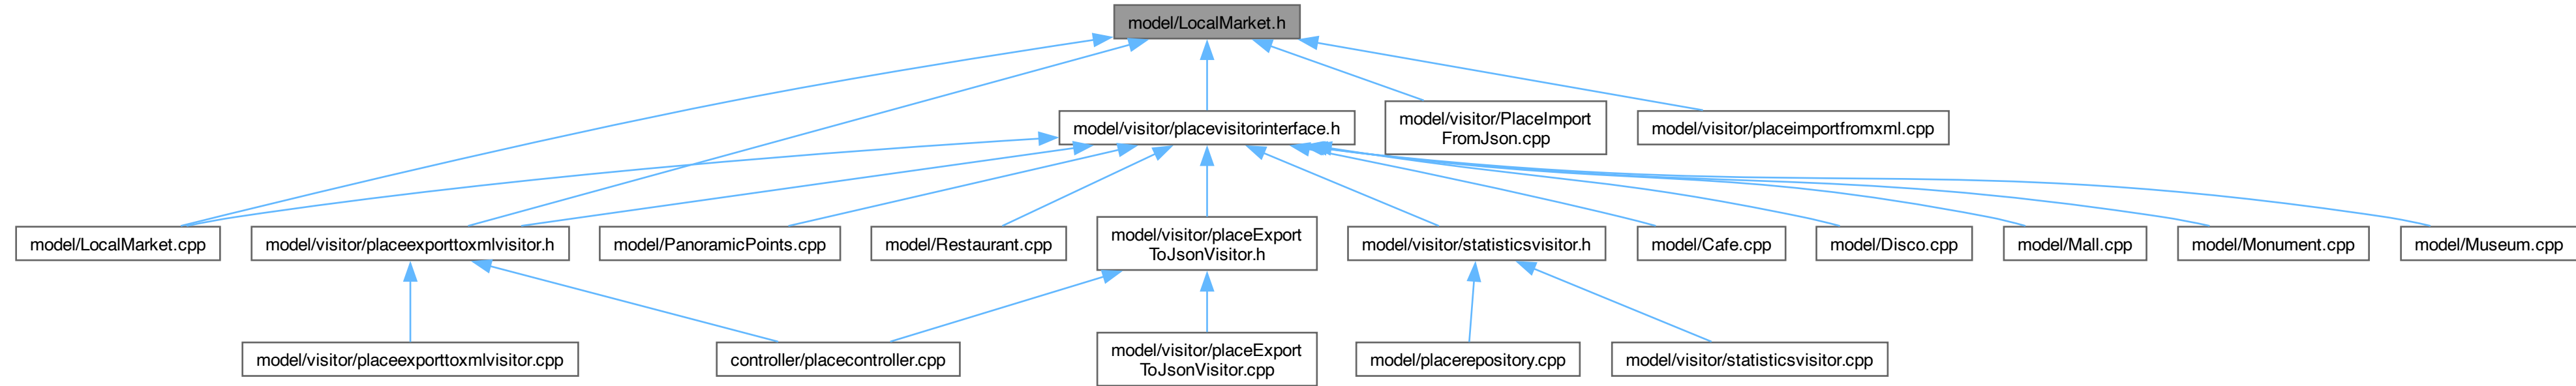 model/LocalMarket.h
model/visitor/placevisitorinterface.h
model/visitor/PlaceImport
FromJson.cpp
model/visitor/placeimportfromxml.cpp
model/LocalMarket.cpp
model/visitor/placeexporttoxmlvisitor.h
model/PanoramicPoints.cpp
model/Restaurant.cpp
model/visitor/placeExport
ToJsonVisitor.h
model/visitor/statisticsvisitor.h
model/Cafe.cpp
model/Disco.cpp
model/Mall.cpp
model/Monument.cpp
model/Museum.cpp
model/visitor/placeexporttoxmlvisitor.cpp
controller/placecontroller.cpp
model/visitor/placeExport
ToJsonVisitor.cpp
model/placerepository.cpp
model/visitor/statisticsvisitor.cpp